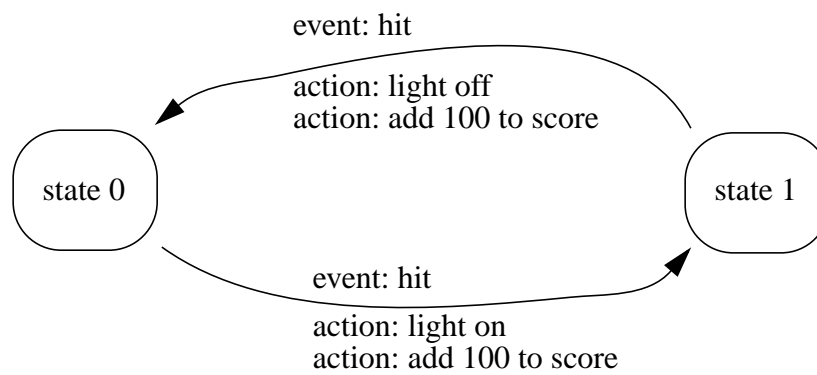 event: hit
action: light off
action: add 100 to score
state 0
state 1
event: hit
action: light on
action: add 100 to score